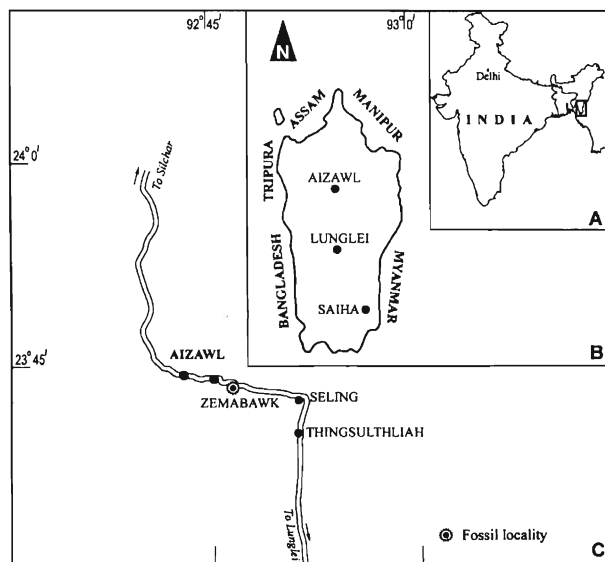 92°45'
93°0'
N
ASSAM
MANIPUR
TRIPURA
AIZAWL
LUNGLEI
SAIHA
BANGLADESH
MYANMAR
B
Delhi
INDIA
A
24°0'
To Silchar
23°45'
AIZAWL
ZEMABAWK
SELING
THINGSULTHLIAH
To Lunglei
Fossil locality
C